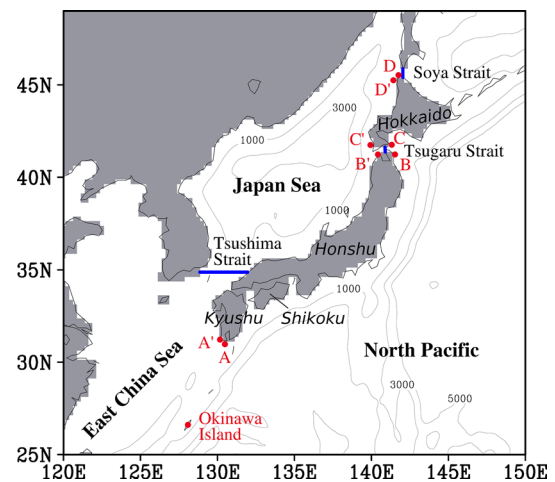 45N
40N
35N
30N
25N
120E
125E
130E
135E
140E
145E
150E
D
Soya Strait
D'
3000
1000
Hokkaido
C'
C
Tsugaru Strait
B'
B
Japan Sea
1000
Tsushima
Strait
Honshu
1000
Kyushu
Shikoku
A'
A
North Pacific
East China Sea
3000
5000
Okinawa
Island